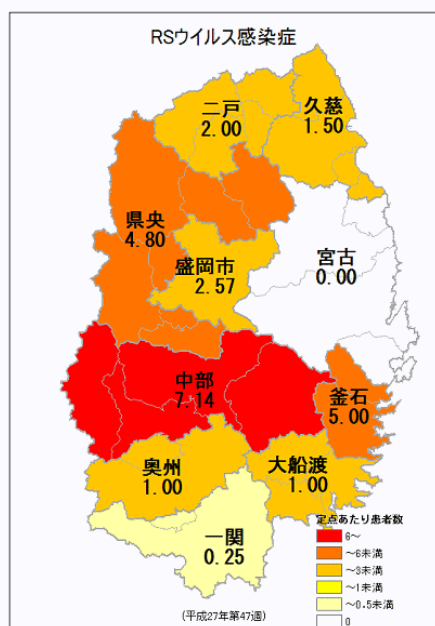 RSウイルス感染症
二戸
2.00
久慈
1.50
県央
4.80
盛岡市
2.57
宮古
0.00
中部
7.14
釜石
5.00
奥州
1.00
大船渡
1.00
一関
0.25
定点あたり患者数
6～
～6未満
～3未満
～1未満
～0.5未満
0
(平成27年第47週)